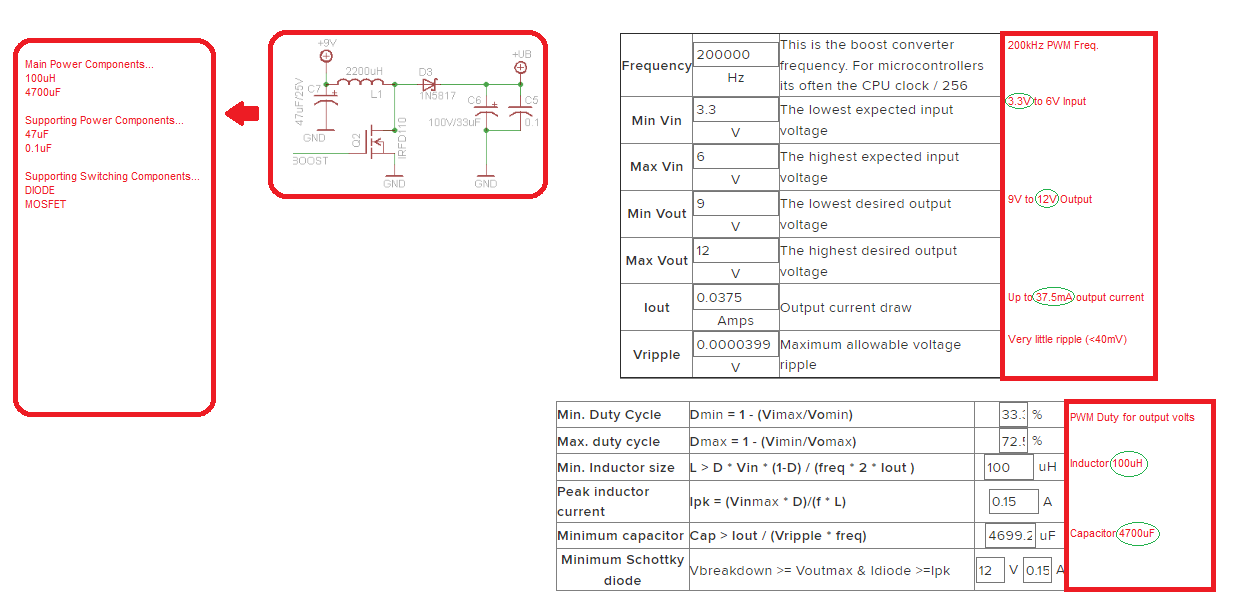 Main Power Components...
100uH
4700uF
Supporting Power Components...
47uF
0.1uF
Supporting Switching Components...
DIODE
MOSFET
+9V
2200uH
L1
D3
1N5817
+UB
C7
47uF/25V
GND
Q2
IRFD110
BOOST
GND
C6
100V/33uF
C5
0.1
GND
Frequency
200000
Hz
This is the boost converter
frequency. For microcontrollers
its often the CPU clock / 256
Min Vin
3.3
V
The lowest expected input
voltage
Max Vin
6
V
The highest expected input
voltage
Min Vout
9
V
The lowest desired output
voltage
Max Vout
12
V
The highest desired output
voltage
Iout
0.0375
Amps
Output current draw
Vripple
0.0000399
V
Maximum allowable voltage
ripple
200kHz PWM Freq.
3.3V to 6V Input
9V to 12V Output
Up to 37.5mA output current
Very little ripple (<40mV)
Min. Duty Cycle Dmin = 1 - (Vimax/Vomin) 33.3 %
Max. duty cycle Dmax = 1 - (Vimin/Vomax) 72.5 %
Min. Inductor size L > D * Vin * (1-D) / (freq * 2 * Iout ) 100 uH
Peak inductor
current
Ipk = (Vinmax * D)/(f * L) 0.15 A
Minimum capacitor Cap > Iout / (Vripple * freq) 4699.2 uF
Minimum Schottky
diode
Vbreakdown >= Voutmax & Idiode >=Ipk 12 V 0.15 A
PWM Duty for output volts
Inductor 100uH
Capacitor 4700uF